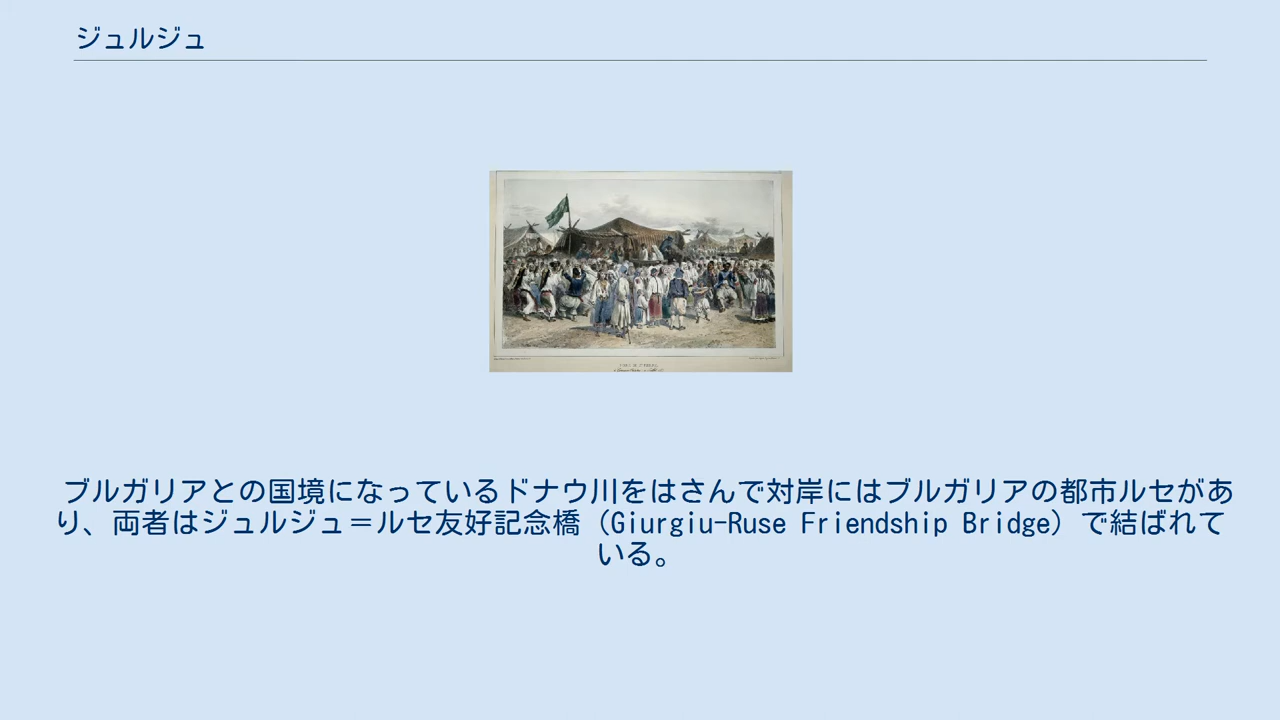 ジュルジュ
ブルガリアとの国境になっているドナウ川をはさんで対岸にはブルガリアの都市ルセがあ
り、両者はジュルジュ＝ルセ友好記念橋（Giurgiu-Ruse Friendship Bridge）で結ばれて
いる。